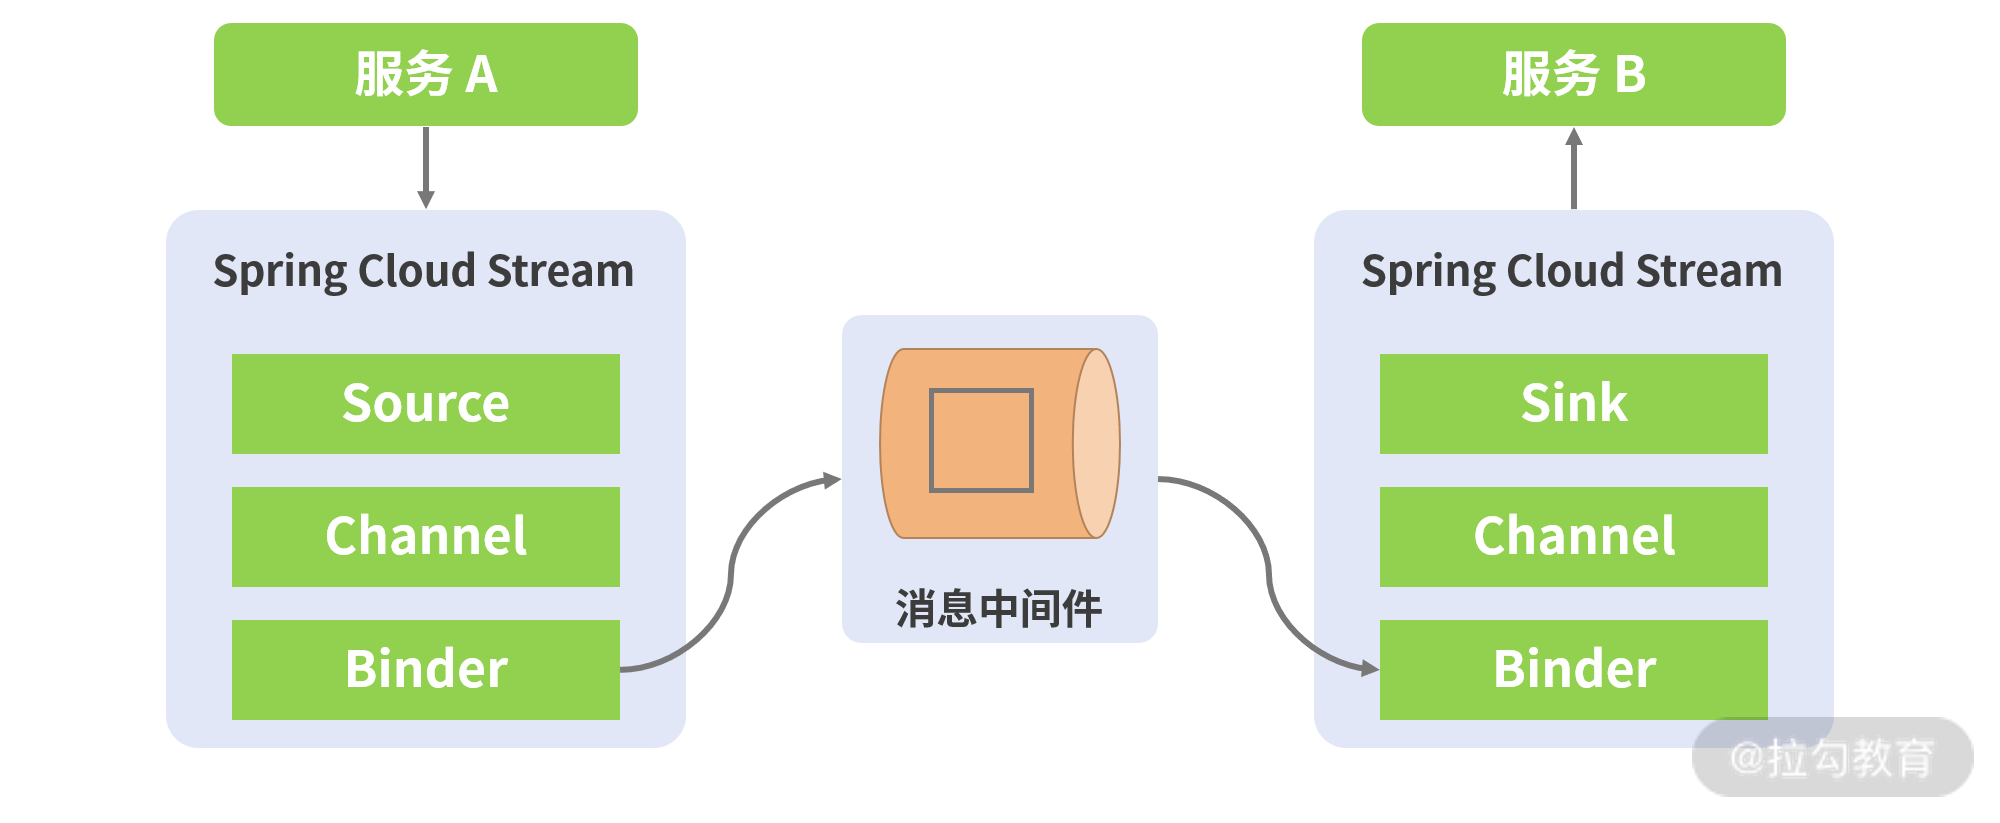 服务 A
Spring Cloud Stream
Source
Channel
Binder
消息中间件
服务 B
Spring Cloud Stream
Sink
Channel
Binder
@拉勾教育